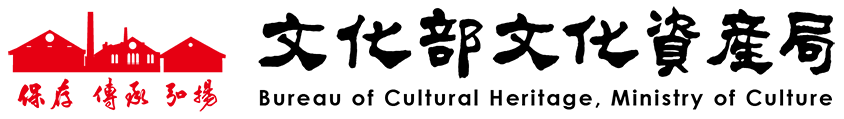 文化部文化資產局
Bureau of Cultural Heritage, Ministry of Culture
保存 傳承 弘揚